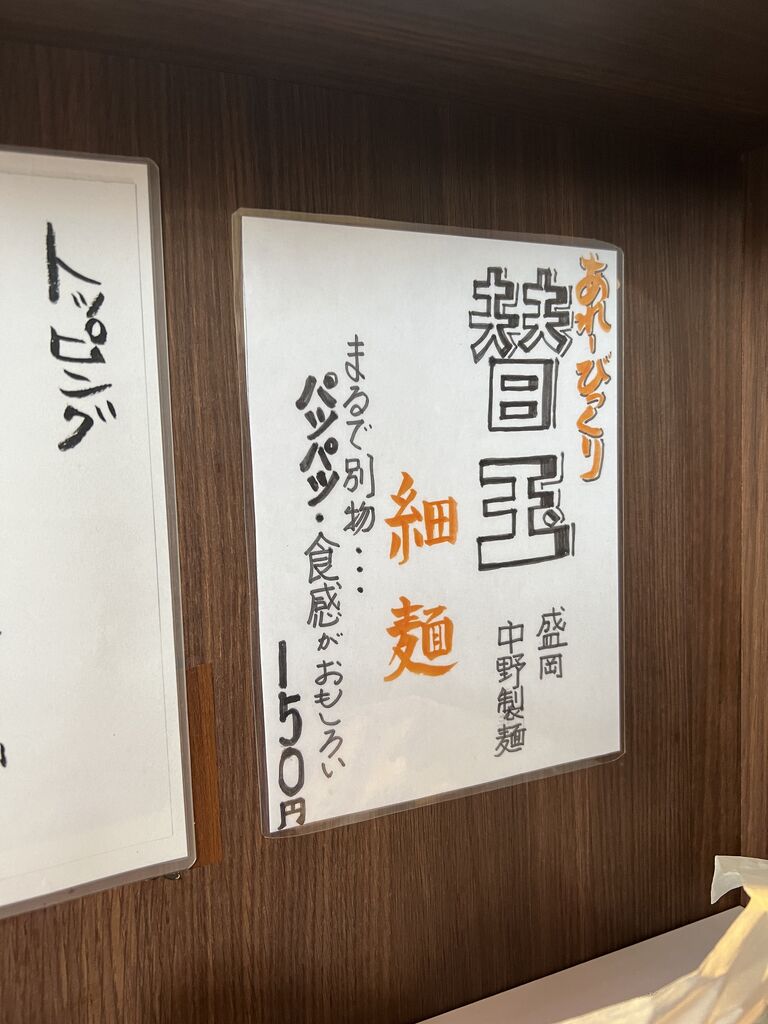 あれーびっくり
替玉
盛岡
中野製麺
細麺
まるで別物・・・
パツパツ・食感がおもしろい
150円
トッピング